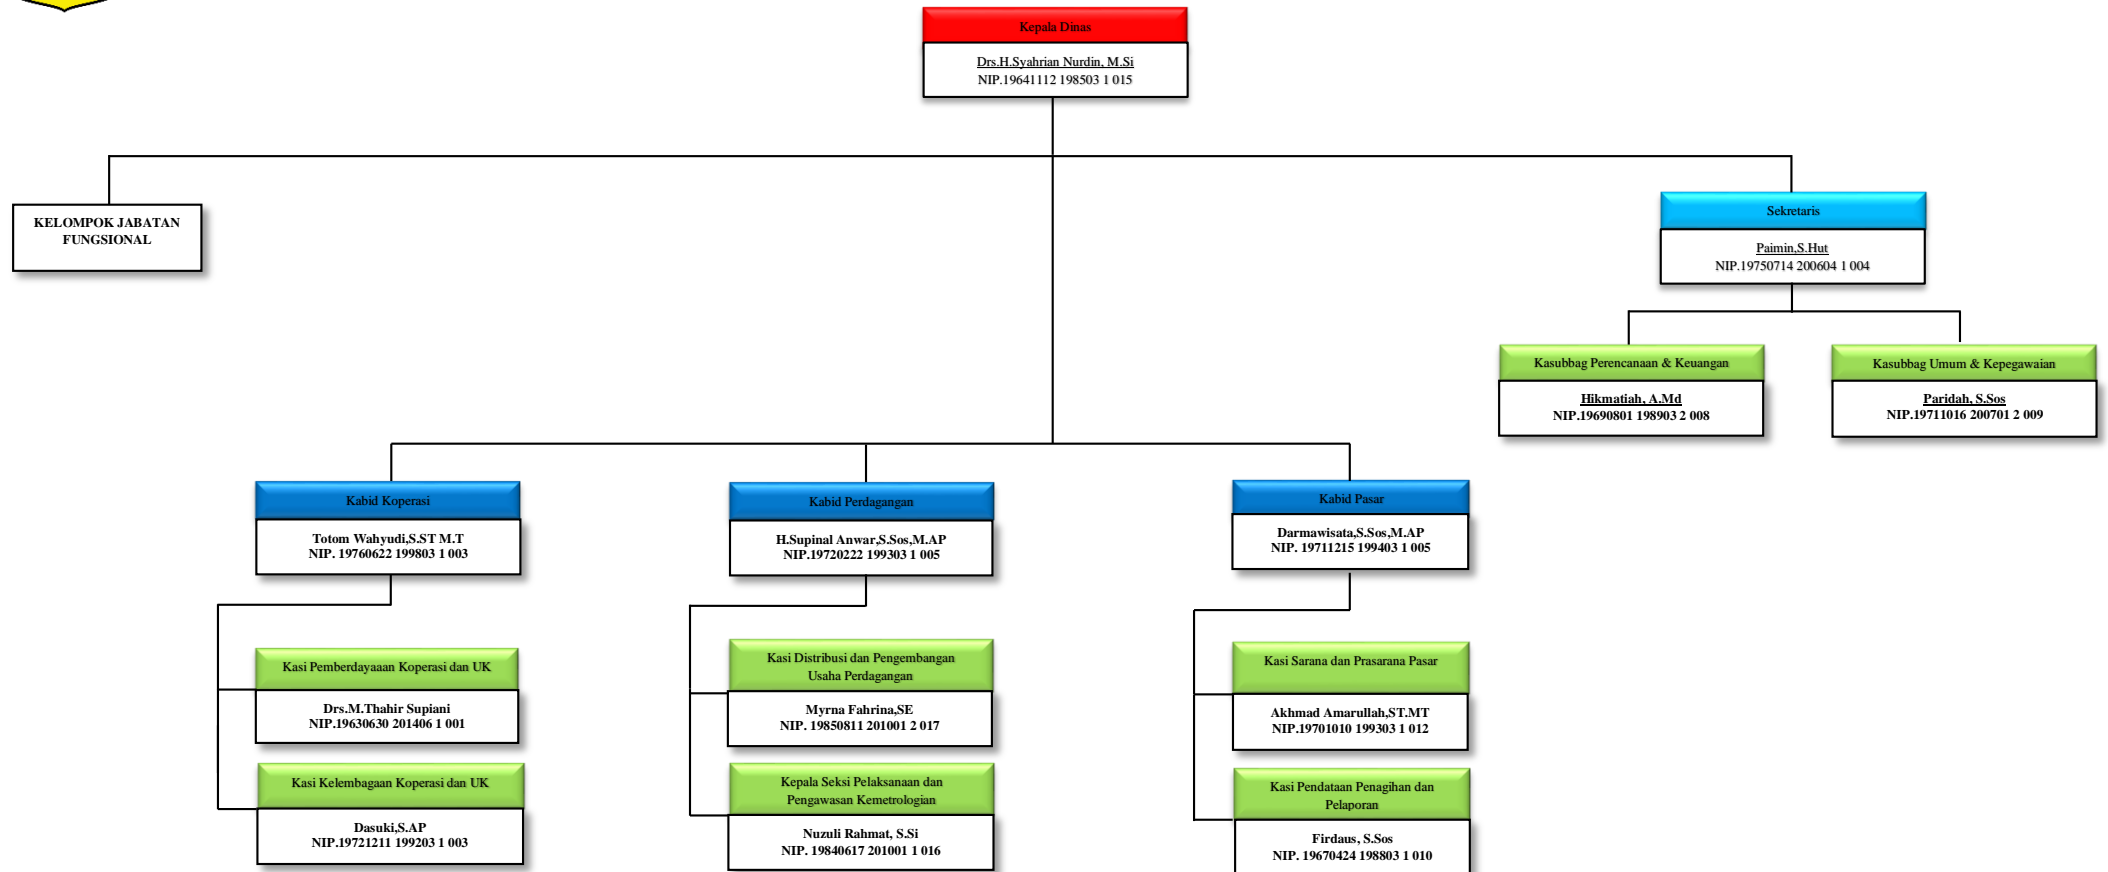 Kepala Dinas
Drs.H.Syahrian Nurdin, M.Si
NIP.19641112 198503 1 015
KELOMPOK JABATAN
FUNGSIONAL
Sekretaris
Paimin,S.Hut
NIP.19750714 200604 1 004
Kasubbag Perencanaan & Keuangan
Hikmatiah, A.Md
NIP.19690801 198903 2 008
Kasubbag Umum & Kepegawaian
Paridah, S.Sos
NIP.19711016 200701 2 009
Kabid Koperasi
Totom Wahyudi,S.ST M.T
NIP. 19760622 199803 1 003
Kabid Perdagangan
H.Supinal Anwar,S.Sos,M.AP
NIP.19720222 199303 1 005
Kabid Pasar
Darmawisata,S.Sos,M.AP
NIP. 19711215 199403 1 005
Kasi Pemberdayaaan Koperasi dan UK
Drs.M.Thahir Supiani
NIP.19630630 201406 1 001
Kasi Kelembagaan Koperasi dan UK
Dasuki,S.AP
NIP.19721211 199203 1 003
Kasi Distribusi dan Pengembangan
Usaha Perdagangan
Myrna Fahrina,SE
NIP. 19850811 201001 2 017
Kepala Seksi Pelaksanaan dan
Pengawasan Kemetrologian
Nuzuli Rahmat, S.Si
NIP. 19840617 201001 1 016
Kasi Sarana dan Prasarana Pasar
Akhmad Amarullah,ST.MT
NIP.19701010 199303 1 012
Kasi Pendataan Penagihan dan
Pelaporan
Firdaus, S.Sos
NIP. 19670424 198803 1 010